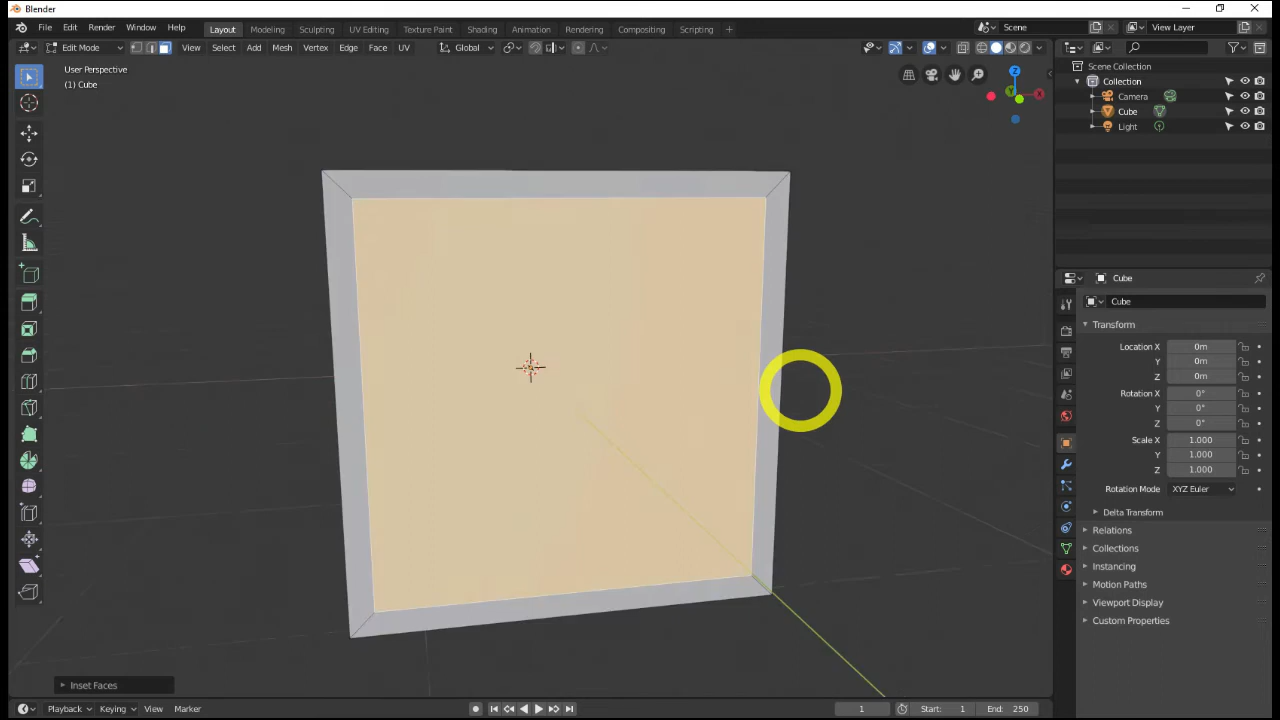 Blender
File Edit Render Window Help
Layout Modeling Sculpting UV Editing Texture Paint Shading Animation Rendering Compositing Scripting +
Scene
View Layer
Edit Mode View Select Add Mesh Vertex Edge Face UV Global
User Perspective
(1) Cube
Z
X
Y
Scene Collection
Collection
Camera
Cube
Light
Cube
Cube
Transform
Location X 0m
Y 0m
Z 0m
Rotation X 0°
Y 0°
Z 0°
Scale X 1.000
Y 1.000
Z 1.000
Rotation Mode XYZ Euler
Delta Transform
Relations
Collections
Instancing
Motion Paths
Viewport Display
Custom Properties
Inset Faces
Playback Keying View Marker 1 Start: 1 End: 250